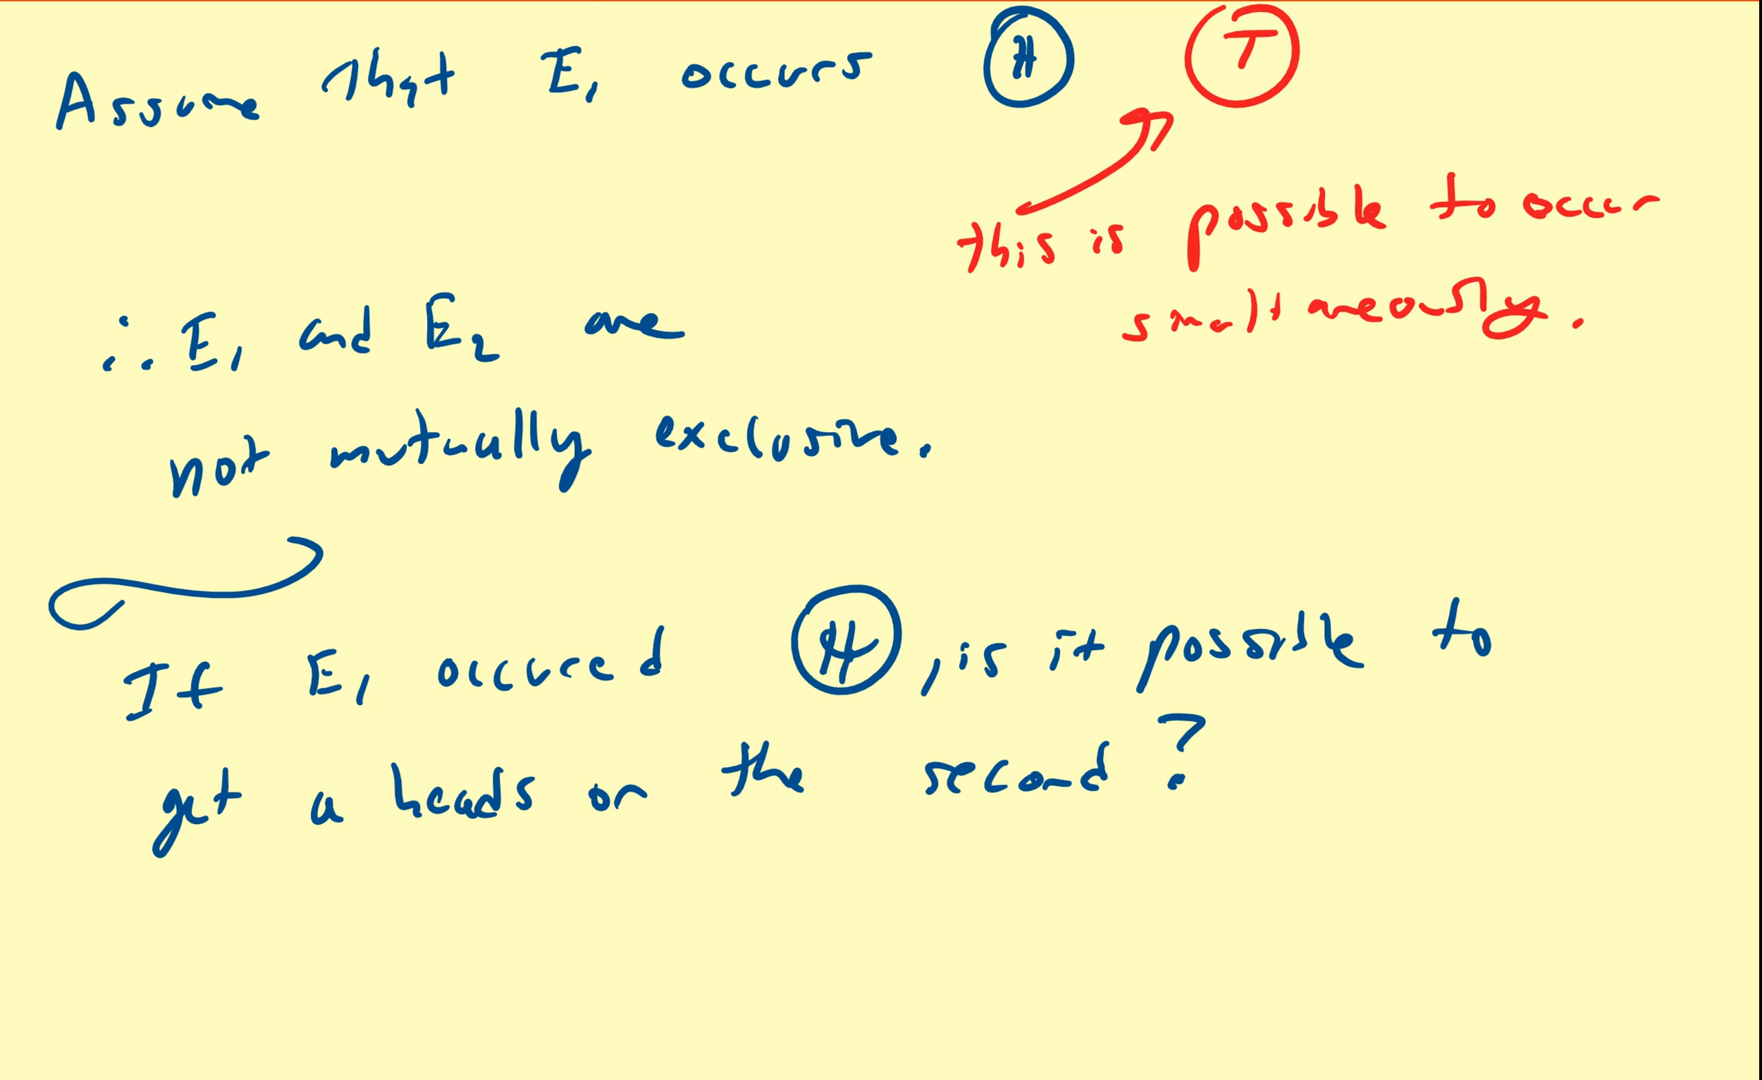 Assume that E₁ occurs Ⓗ Ⓣ
this is possible to occur
smaltaneously.
∴ E₁ and E₂ are
not mutually exclusive.
If E₁ occured Ⓗ, is it possible to
get a heads on the second?